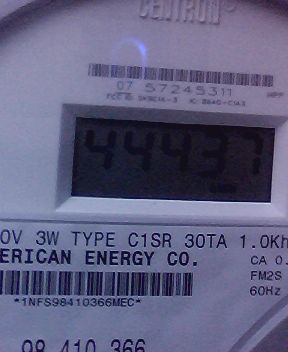 CENTRON
07 57245311
44437
0V 3W TYPE C1SR 30TA 1.0Kh
ERICAN ENERGY CO.
CA 0.
FM2S
60Hz
*1NFS98410366MEC*
98 410 366